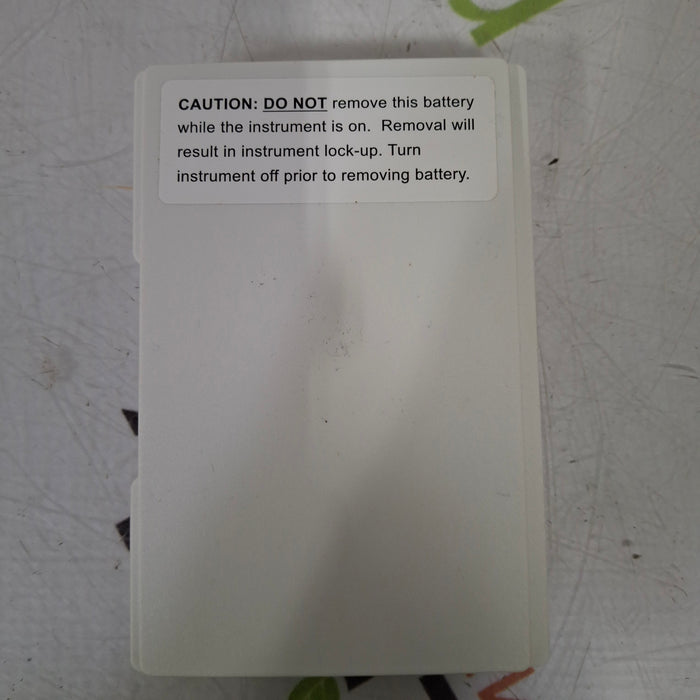 CAUTION: DO NOT remove this battery
while the instrument is on.  Removal will
result in instrument lock-up. Turn
instrument off prior to removing battery.